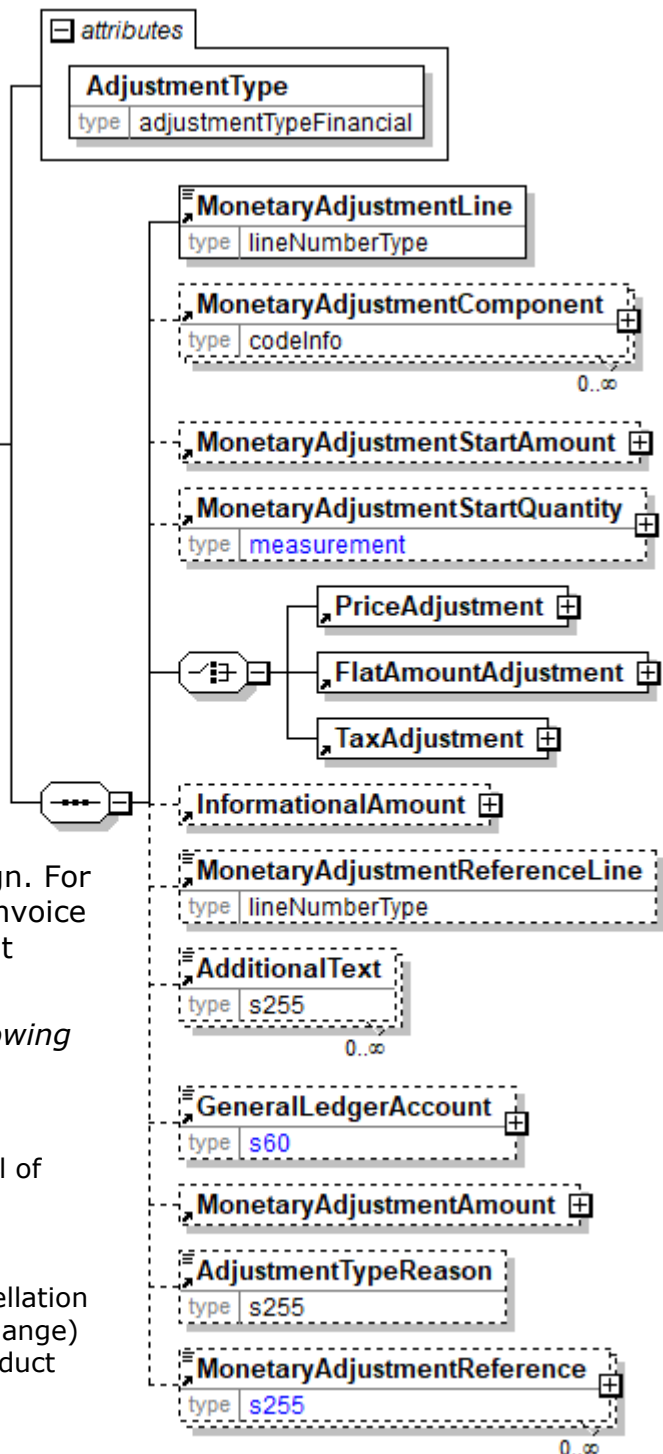 attributes
AdjustmentType
type adjustmentTypeFinancial
MonetaryAdjustmentLine
type lineNumberType
MonetaryAdjustmentComponent
type codeInfo
0..∞
MonetaryAdjustmentStartAmount
MonetaryAdjustmentStartQuantity
type measurement
PriceAdjustment
FlatAmountAdjustment
TaxAdjustment
InformationalAmount
MonetaryAdjustmentReferenceLine
type lineNumberType
AdditionalText
type s255
0..∞
GeneralLedgerAccount
type s60
MonetaryAdjustmentAmount
AdjustmentTypeReason
type s255
MonetaryAdjustmentReference
type s255
0..∞
gn. For
nvoice
t
owing
l of
ellation
ange)
duct